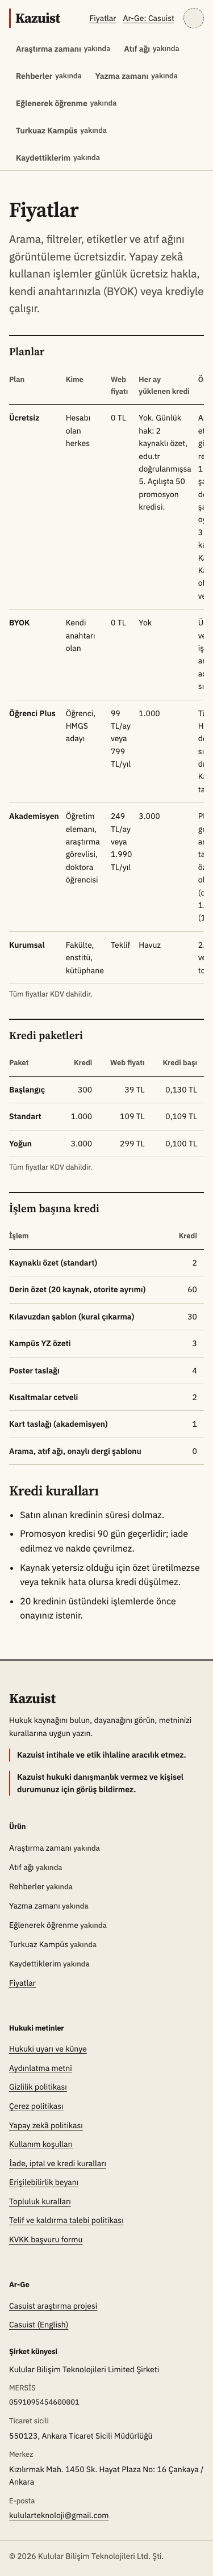 Kazuist
Fiyatlar Ar-Ge: Casuist
Araştırma zamanı yakında Atıf ağı yakında
Rehberler yakında Yazma zamanı yakında
Eğlenerek öğrenme yakında
Turkuaz Kampüs yakında
Kaydettiklerim yakında
Fiyatlar
Arama, filtreler, etiketler ve atıf ağını
görüntüleme ücretsizdir. Yapay zekâ
kullanan işlemler günlük ücretsiz hakla,
kendi anahtarınızla (BYOK) veya krediyle
çalışır.
Planlar
Plan Kime Web Her ay
fiyatı yüklenen kredi
Ücretsiz Hesabı 0 TL Yok. Günlük
olan hak: 2
herkes kaynaklı özet,
edu.tr
doğrulanmışsa
5. Açılışta 50
promosyon
kredisi.
BYOK Kendi 0 TL Yok
anahtarı
olan
Öğrenci Plus Öğrenci, 99 1.000
HMGS TL/ay
adayı veya
799
TL/yıl
Akademisyen Öğretim 249 3.000
elemanı, TL/ay
araştırma veya
görevlisi, 1.990
doktora TL/yıl
öğrencisi
Kurumsal Fakülte, Teklif Havuz
enstitü,
kütüphane
Tüm fiyatlar KDV dahildir.
Kredi paketleri
Paket Kredi Web fiyatı Kredi başı
Başlangıç 300 39 TL 0,130 TL
Standart 1.000 109 TL 0,109 TL
Yoğun 3.000 299 TL 0,100 TL
Tüm fiyatlar KDV dahildir.
İşlem başına kredi
İşlem Kredi
Kaynaklı özet (standart) 2
Derin özet (20 kaynak, otorite ayrımı) 60
Kılavuzdan şablon (kural çıkarma) 30
Kampüs YZ özeti 3
Poster taslağı 4
Kısaltmalar cetveli 2
Kart taslağı (akademisyen) 1
Arama, atıf ağı, onaylı dergi şablonu 0
Kredi kuralları
• Satın alınan kredinin süresi dolmaz.
• Promosyon kredisi 90 gün geçerlidir; iade
edilmez ve nakde çevrilmez.
• Kaynak yetersiz olduğu için özet üretilmezse
veya teknik hata olursa kredi düşülmez.
• 20 kredinin üstündeki işlemlerde önce
onayınız istenir.
Kazuist
Hukuk kaynağını bulun, dayanağını görün, metninizi
kurallarına uygun yazın.
Kazuist intihale ve etik ihlaline aracılık etmez.
Kazuist hukuki danışmanlık vermez ve kişisel
durumunuz için görüş bildirmez.
Ürün
Araştırma zamanı yakında
Atıf ağı yakında
Rehberler yakında
Yazma zamanı yakında
Eğlenerek öğrenme yakında
Turkuaz Kampüs yakında
Kaydettiklerim yakında
Fiyatlar
Hukuki metinler
Hukuki uyarı ve künye
Aydınlatma metni
Gizlilik politikası
Çerez politikası
Yapay zekâ politikası
Kullanım koşulları
İade, iptal ve kredi kuralları
Erişilebilirlik beyanı
Topluluk kuralları
Telif ve kaldırma talebi politikası
KVKK başvuru formu
Ar-Ge
Casuist araştırma projesi
Casuist (English)
Şirket künyesi
Kulular Bilişim Teknolojileri Limited Şirketi
MERSİS
0591095454600001
Ticaret sicili
550123, Ankara Ticaret Sicili Müdürlüğü
Merkez
Kızılırmak Mah. 1450 Sk. Hayat Plaza No: 16 Çankaya /
Ankara
E-posta
kulularteknoloji@gmail.com
© 2026 Kulular Bilişim Teknolojileri Ltd. Şti.